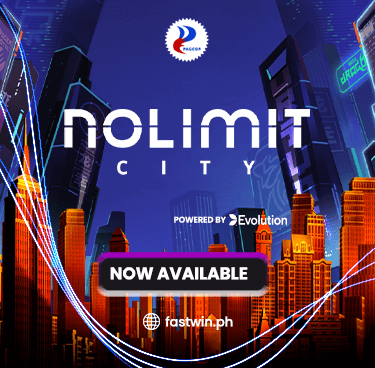 PAGCOR
NOLIMIT
CITY
POWERED BY Evolution
NOW AVAILABLE
fastwin.ph